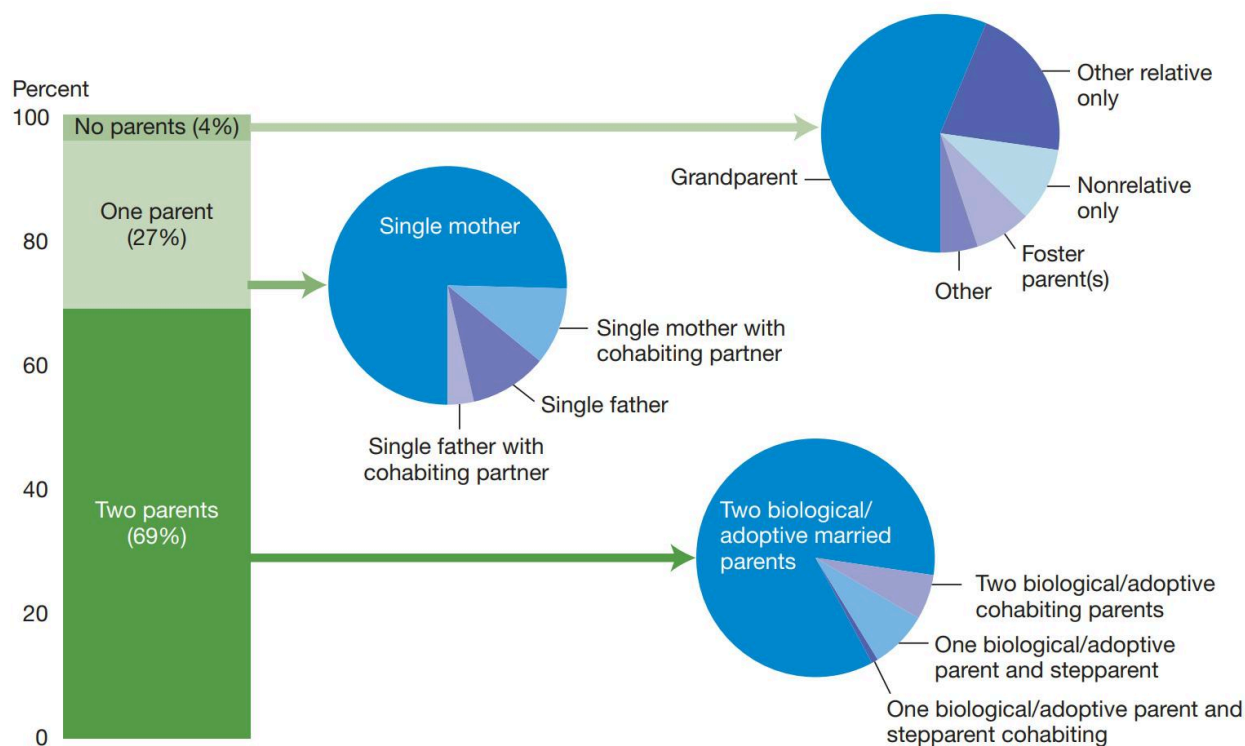 Percent
100
80
60
40
20
0
No parents (4%)
One parent
(27%)
Two parents
(69%)
Grandparent
Other relative
only
Nonrelative
only
Foster
parent(s)
Other
Single mother
Single mother with
cohabiting partner
Single father
Single father with
cohabiting partner
Two biological/
adoptive married
parents
Two biological/adoptive
cohabiting parents
One biological/adoptive
parent and stepparent
One biological/adoptive parent and
stepparent cohabiting